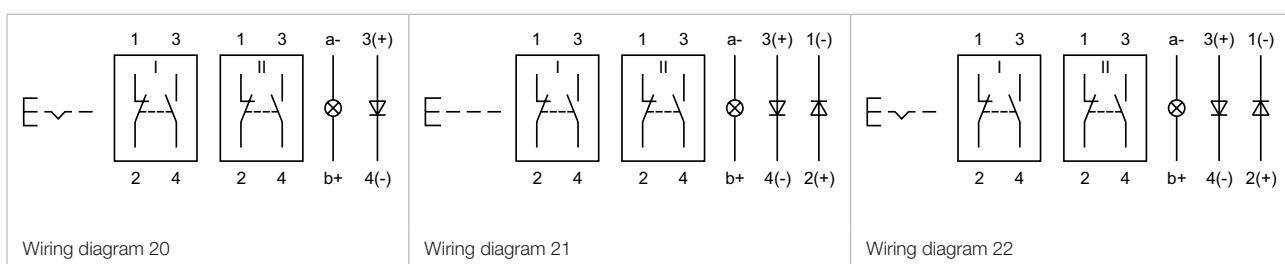 1 3 1 3 a- 3(+)
I II
2 4 2 4 b+ 4(-)
Wiring diagram 20
1 3 1 3 a- 3(+) 1(-)
I II
2 4 2 4 b+ 4(-) 2(+)
Wiring diagram 21
1 3 1 3 a- 3(+) 1(-)
I II
2 4 2 4 b+ 4(-) 2(+)
Wiring diagram 22